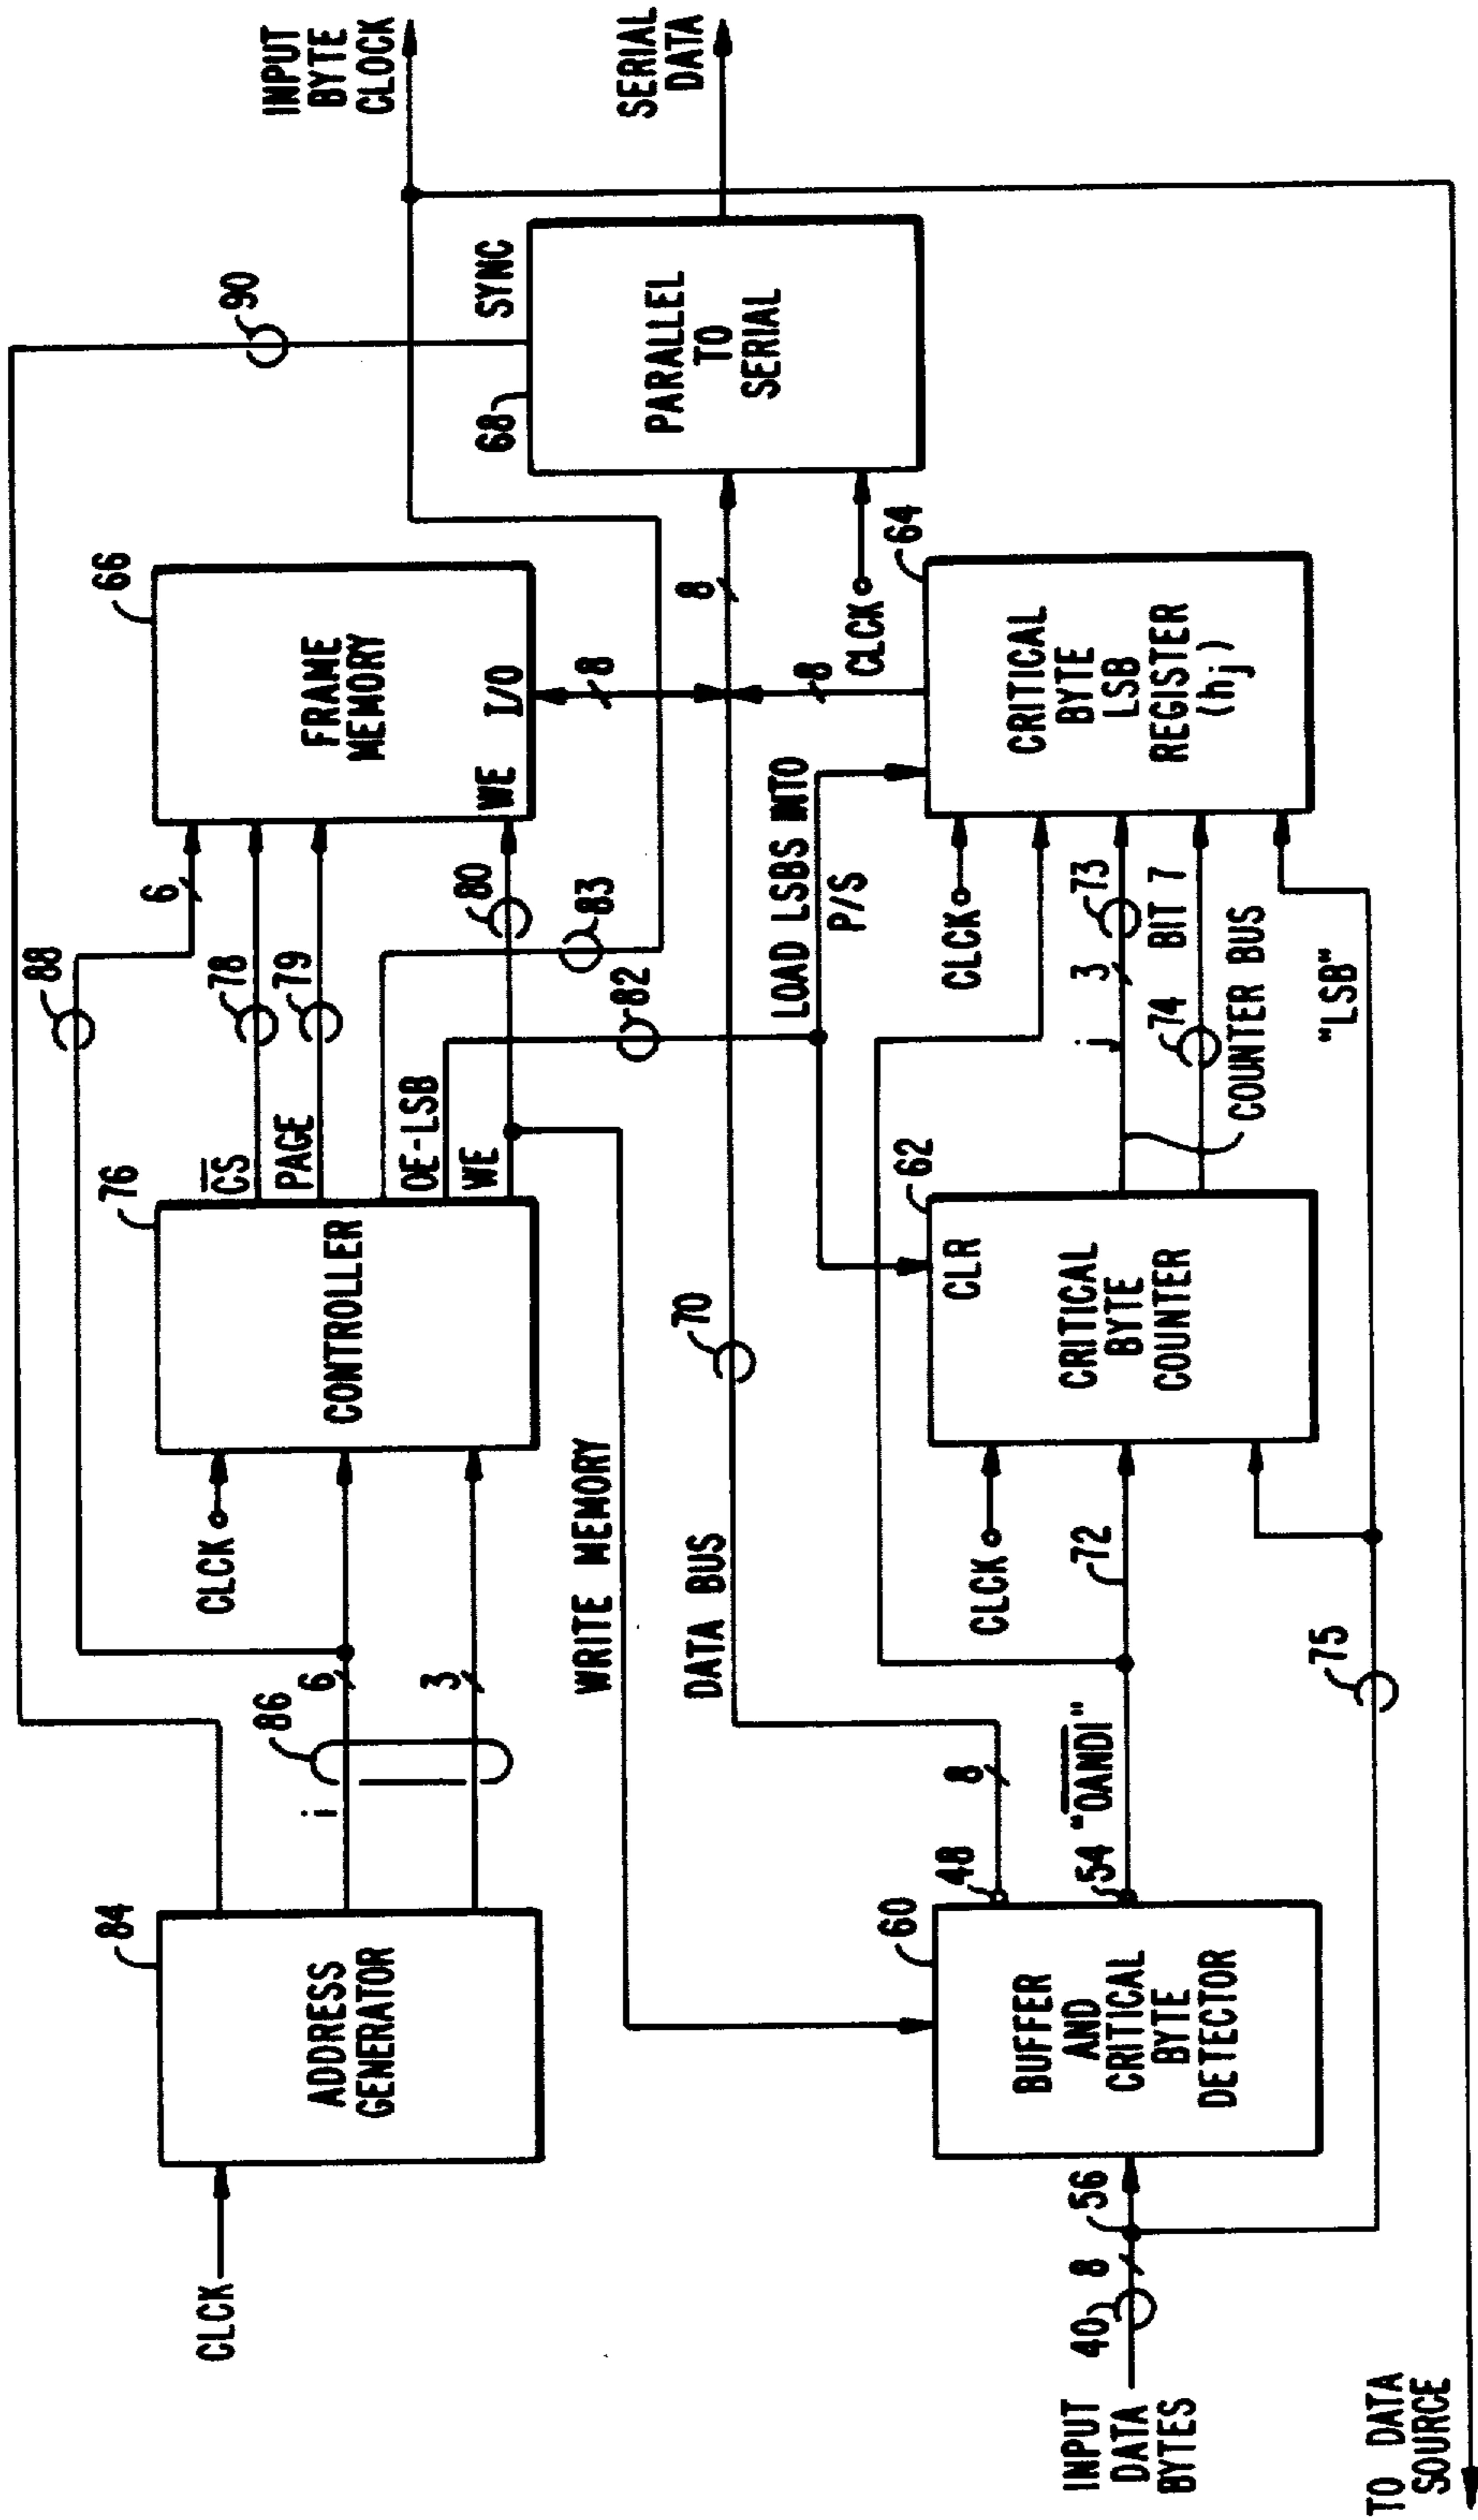 90
INPUT
BYTE
CLOCK
88
66
6
84
76
CLCK
ADDRESS
GENERATOR
86
i
6
3
CLCK
CONTROLLER
C̅S̅
PAGE
OE-LSB
WE
78
79
80
83
82
FRAME
MEMORY
WE
I/O
8
68
SYNC
PARALLEL
TO
SERIAL
SERIAL
DATA
WRITE MEMORY
DATA BUS
70
8
LOAD LSBS INTO
P/S
8
CLCK
64
INPUT
DATA
BYTES
40
8
56
60
BUFFER
AND
CRITICAL
BYTE
DETECTOR
48
8
54
"O̅A̅N̅D̅I̅"
72
CLCK
62
CLR
CRITICAL
BYTE
COUNTER
j
3
73
74
BIT 7
COUNTER BUS
CLCK
CRITICAL
BYTE
LSB
REGISTER
(hj)
75
"LSB"
TO DATA
SOURCE